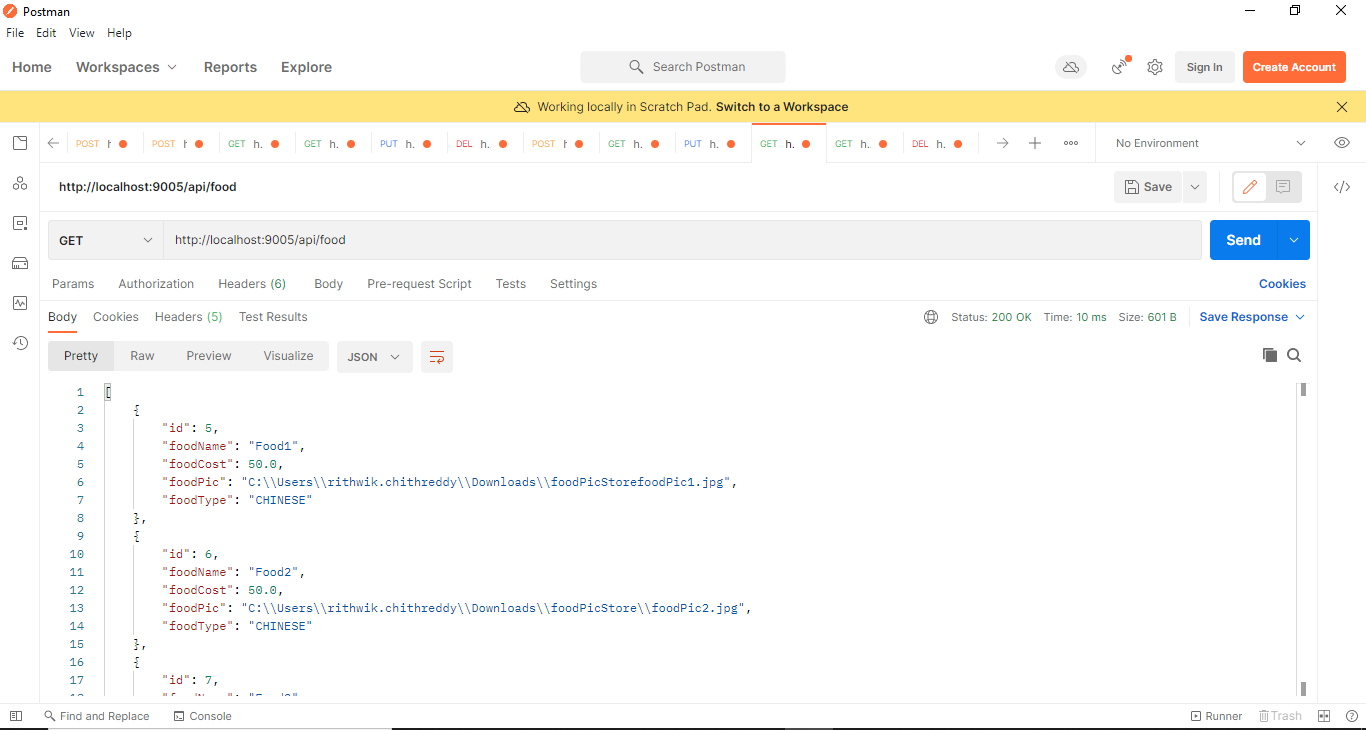 Postman
File Edit View Help
Home Workspaces Reports Explore Search Postman Sign In Create Account
Working locally in Scratch Pad. Switch to a Workspace
POST h POST h GET h. GET h. PUT h. DEL h. POST h GET h. PUT h. GET h. GET h. DEL h. No Environment
http://localhost:9005/api/food Save
GET http://localhost:9005/api/food Send
Params Authorization Headers (6) Body Pre-request Script Tests Settings Cookies
Body Cookies Headers (5) Test Results Status: 200 OK Time: 10 ms Size: 601 B Save Response
Pretty Raw Preview Visualize JSON
1 [
2 {
3 "id": 5,
4 "foodName": "Food1",
5 "foodCost": 50.0,
6 "foodPic": "C:\\Users\\rithwik.chithreddy\\Downloads\\foodPicStorefoodPic1.jpg",
7 "foodType": "CHINESE"
8 },
9 {
10 "id": 6,
11 "foodName": "Food2",
12 "foodCost": 50.0,
13 "foodPic": "C:\\Users\\rithwik.chithreddy\\Downloads\\foodPicStore\\foodPic2.jpg",
14 "foodType": "CHINESE"
15 },
16 {
17 "id": 7,
Find and Replace Console Runner Trash